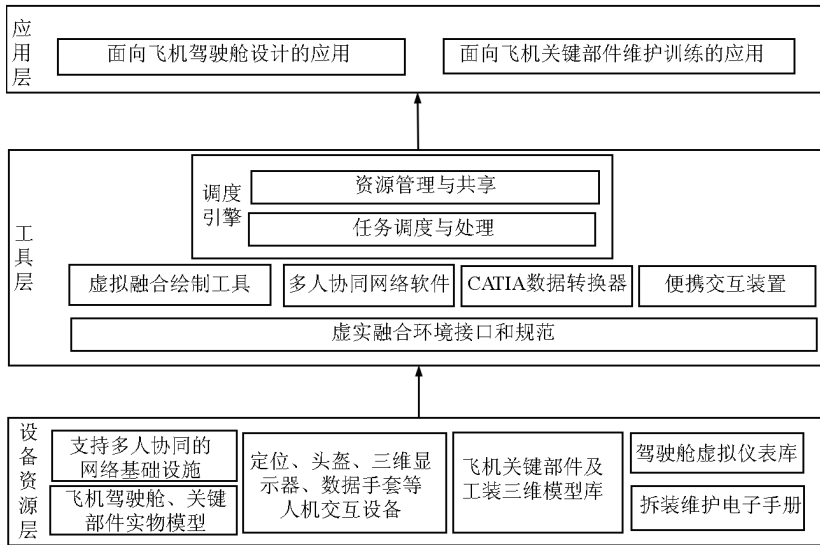 应用层
面向飞机驾驶舱设计的应用
面向飞机关键部件维护训练的应用
工具层
调度
引擎
资源管理与共享
任务调度与处理
虚拟融合绘制工具
多人协同网络软件
CATIA数据转换器
便携交互装置
虚实融合环境接口和规范
设备资源层
支持多人协同的
网络基础设施
飞机驾驶舱、关键
部件实物模型
定位、头盔、三维显
示器、数据手套等
人机交互设备
飞机关键部件及
工装三维模型库
驾驶舱虚拟仪表库
拆装维护电子手册